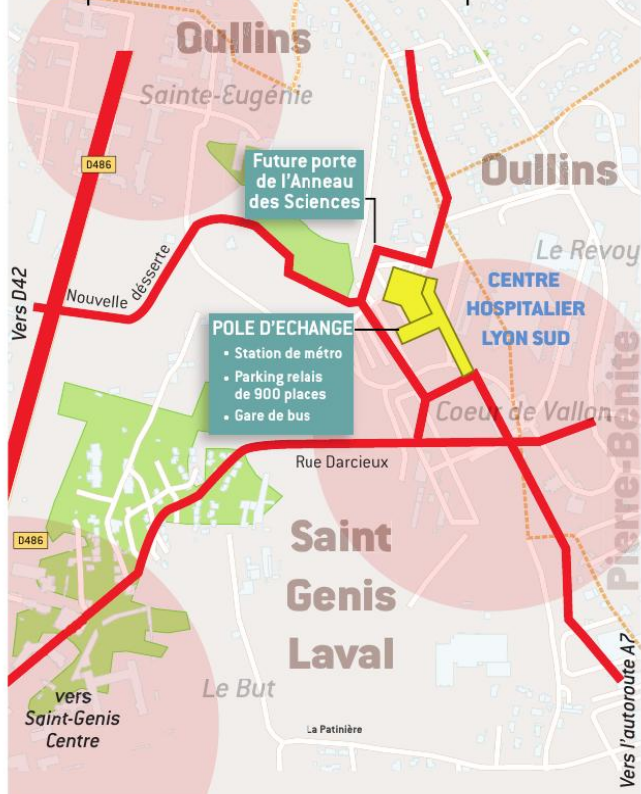 Oullins
Sainte-Eugénie
D486
Future porte
de l'Anneau
des Sciences
Oullins
Le Revoy
Vers D42
Nouvelle désserte
CENTRE
HOSPITALIER
LYON SUD
POLE D'ECHANGE
• Station de métro
• Parking relais
de 900 places
• Gare de bus
Coeur de Vallon
Pierre-Bénite
Rue Darcieux
D486
Saint
Genis
Laval
Le But
vers
Saint-Genis
Centre
La Patinière
Vers l'autoroute A7